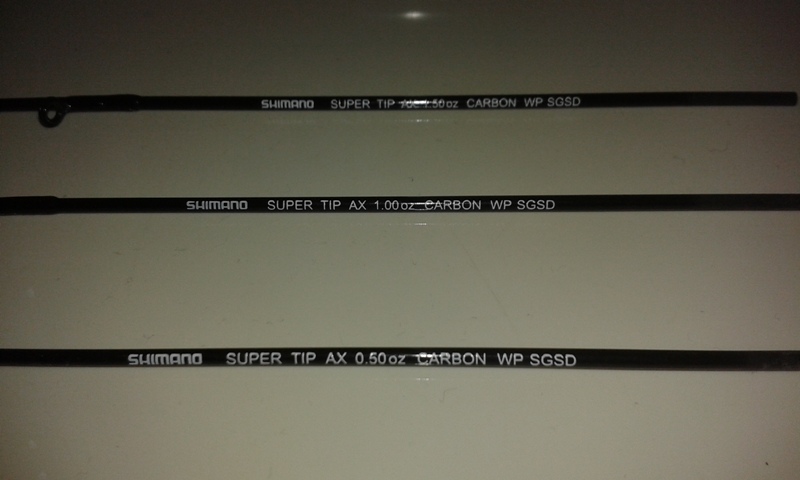 SHIMANO SUPER TIP AX 1.50oz CARBON WP SGSD
SHIMANO SUPER TIP AX 1.00oz CARBON WP SGSD
SHIMANO SUPER TIP AX 0.50oz CARBON WP SGSD